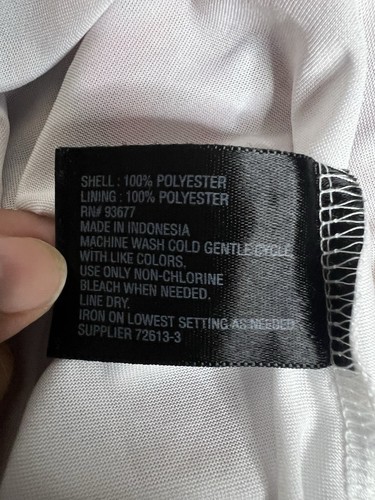 SHELL : 100% POLYESTER
LINING : 100% POLYESTER
RN# 93677
MADE IN INDONESIA
MACHINE WASH COLD GENTLE CYCLE
WITH LIKE COLORS.
USE ONLY NON-CHLORINE
BLEACH WHEN NEEDED.
LINE DRY.
IRON ON LOWEST SETTING AS NEEDED
SUPPLIER 72613-3